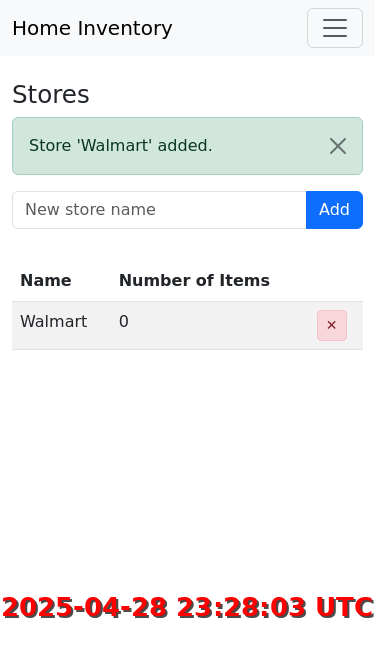 Home Inventory
Stores
Store 'Walmart' added.
New store name Add
Name Number of Items
Walmart 0 ✕
2025-04-28 23:28:03 UTC